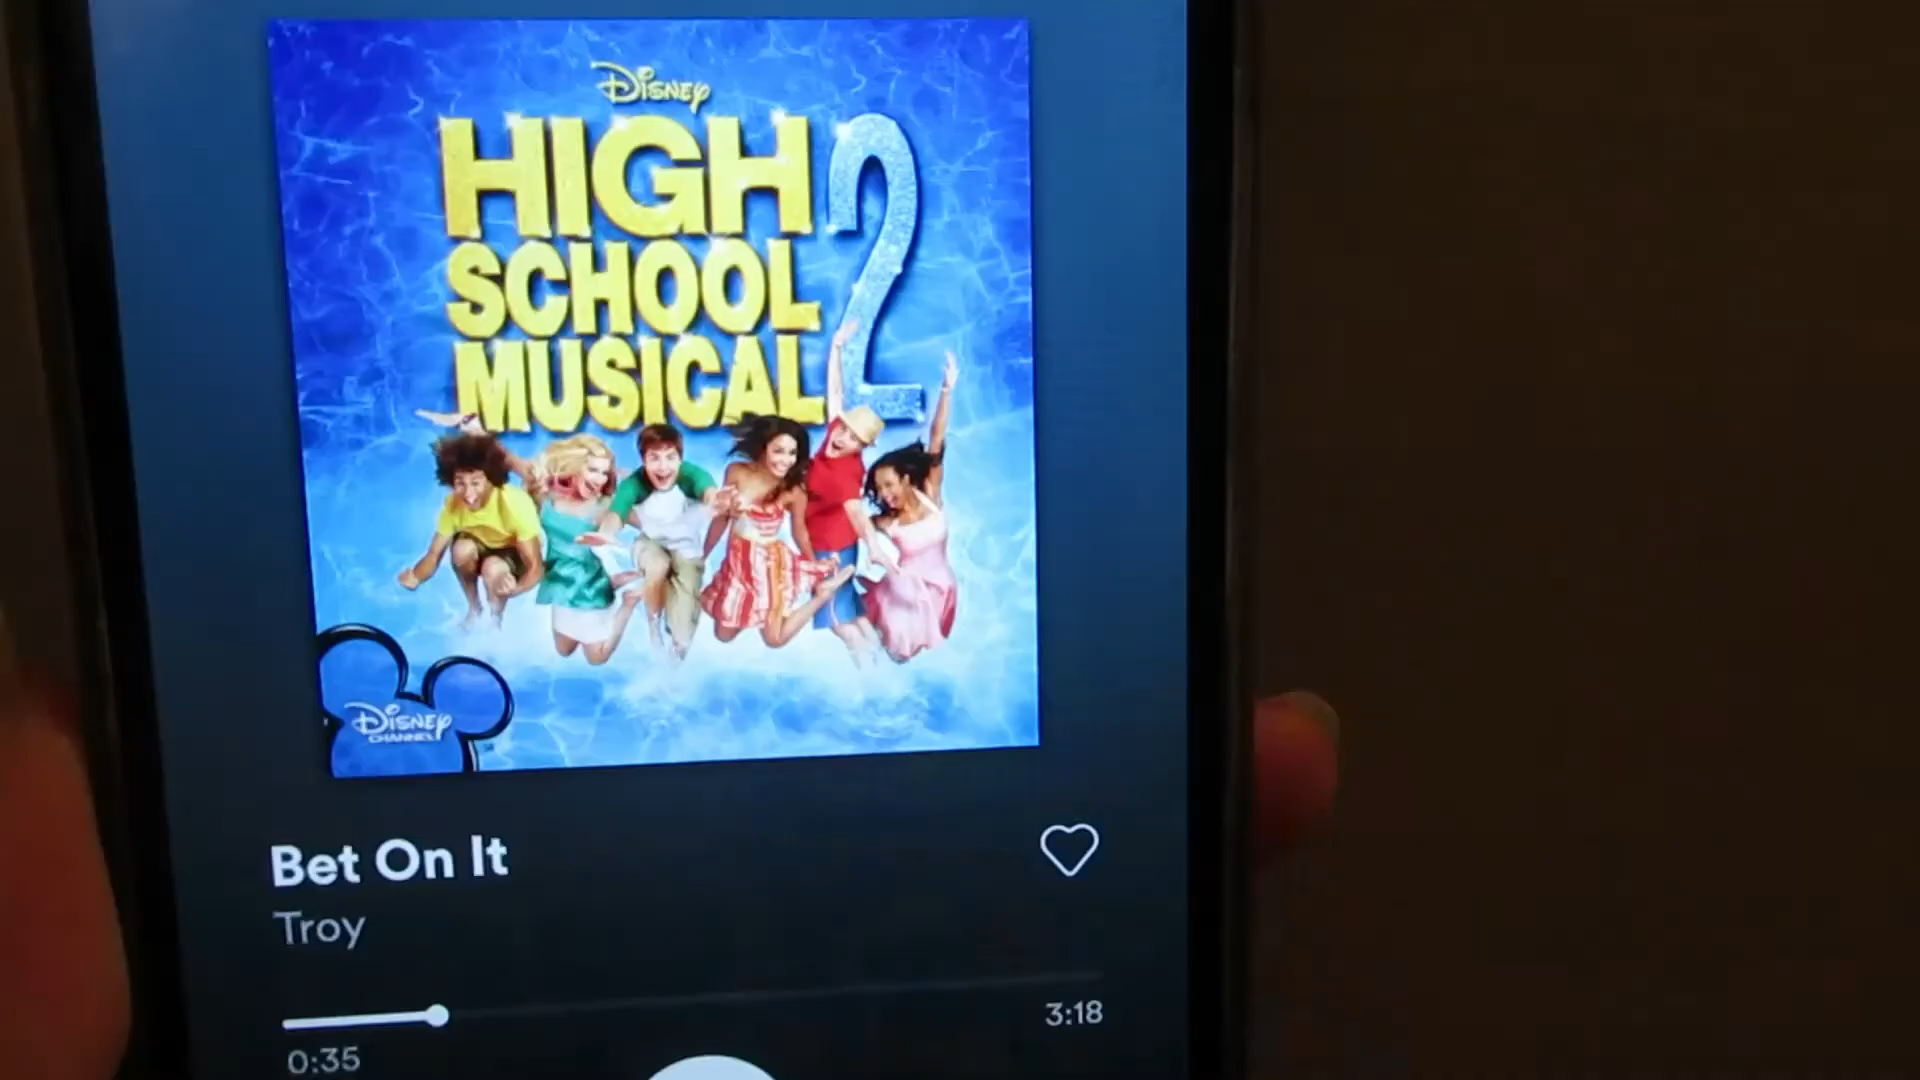 Disney
HIGH
SCHOOL
MUSICAL 2
Disney
CHANNEL
Bet On It
Troy
3:18
0:35